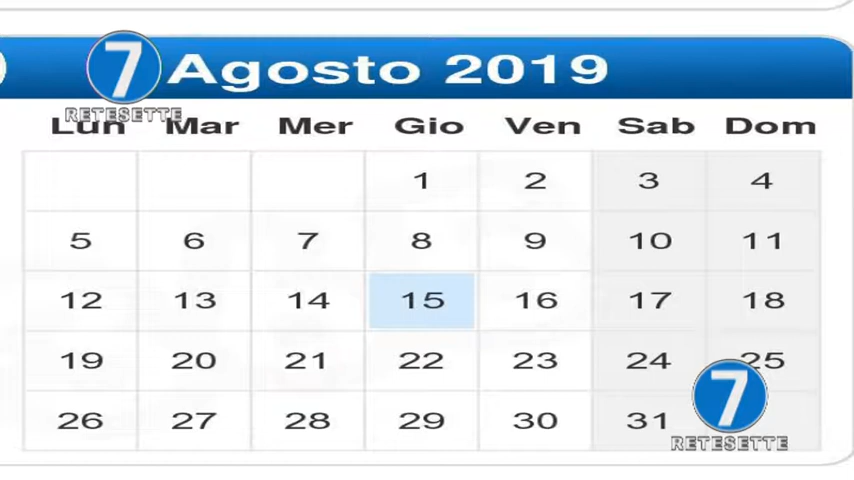 7 Agosto 2019
RETESETTE
Lun Mar Mer Gio Ven Sab Dom
1 2 3 4
5 6 7 8 9 10 11
12 13 14 15 16 17 18
19 20 21 22 23 24 25
26 27 28 29 30 31
7
RETESETTE